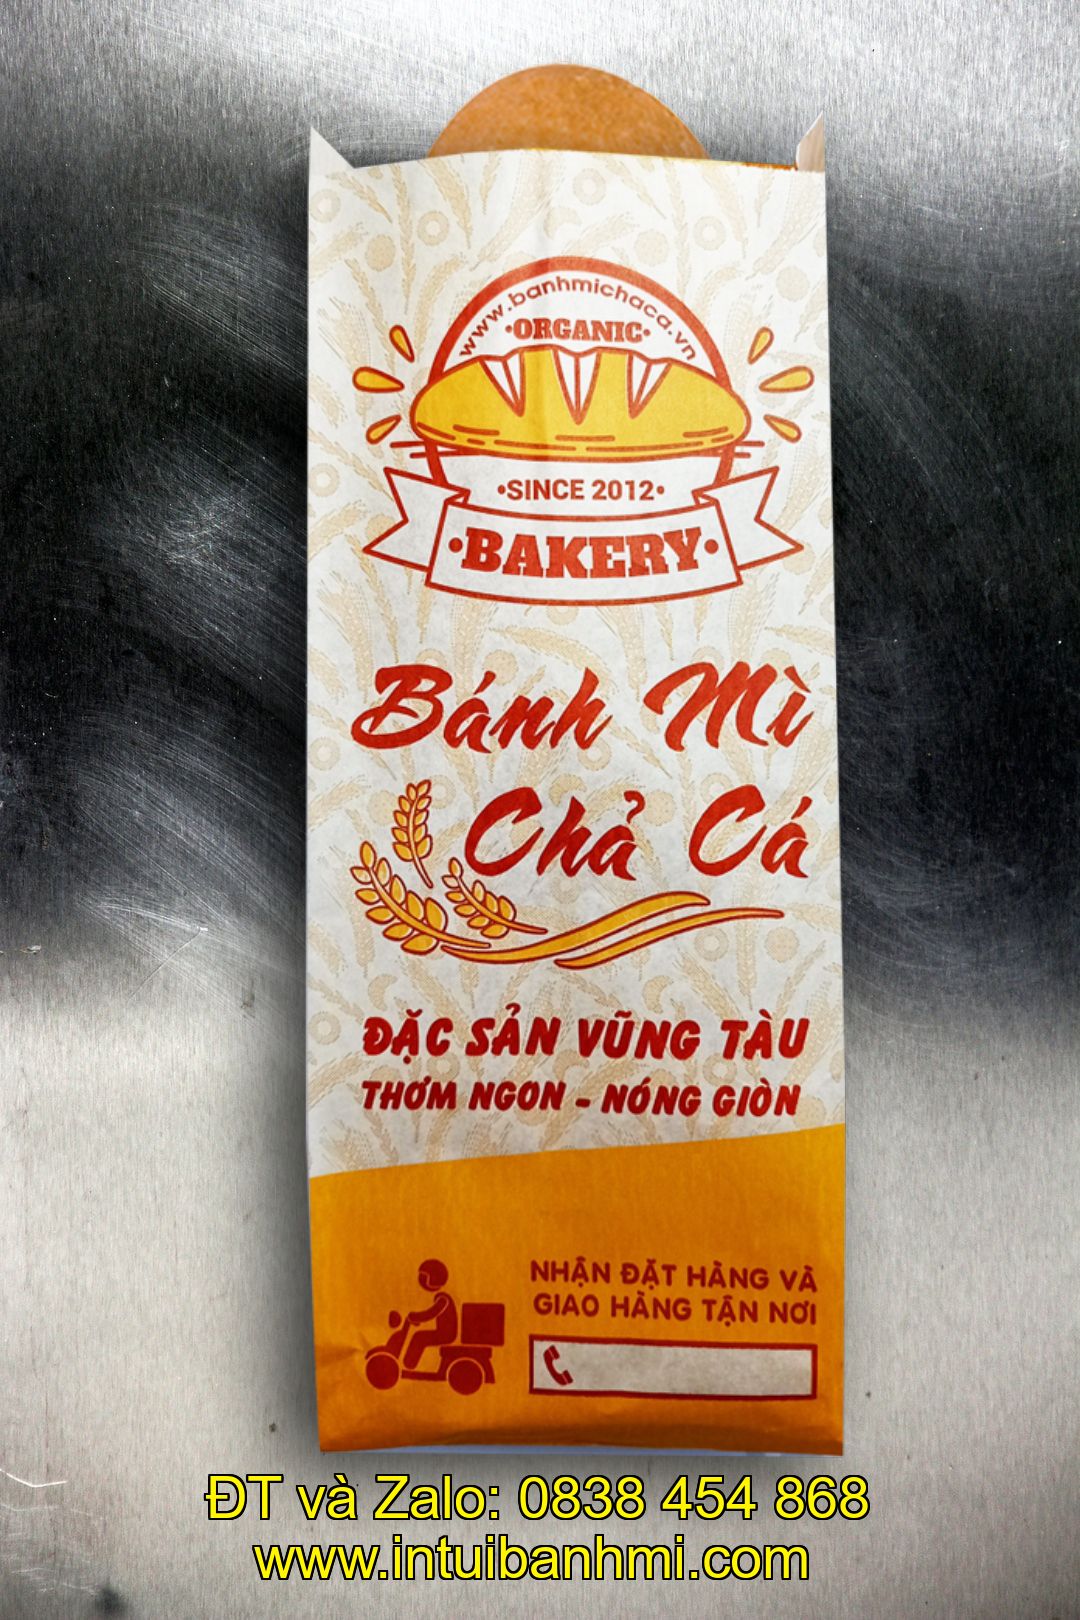 www.banhmichaca.vn
•ORGANIC•
•SINCE 2012•
•BAKERY•
Bánh Mì
Chả Cá
ĐẶC SẢN VŨNG TÀU
THƠM NGON - NÓNG GIÒN
NHẬN ĐẶT HÀNG VÀ
GIAO HÀNG TẬN NƠI
ĐT và Zalo: 0838 454 868
www.intuibanhmi.com